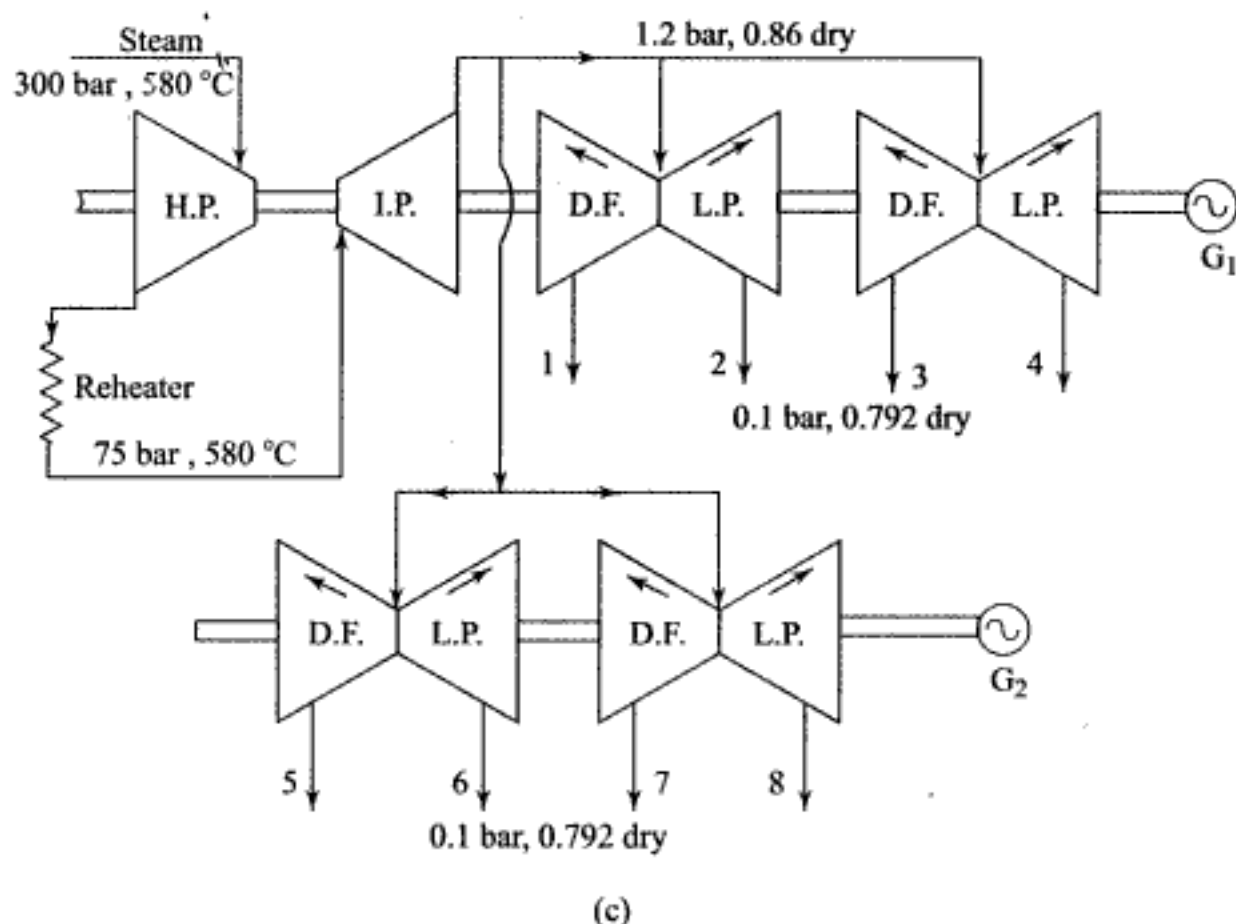 Steam
300 bar , 580 °C
1.2 bar, 0.86 dry
H.P.
I.P.
D.F.
L.P.
D.F.
L.P.
G1
1
2
3
4
Reheater
0.1 bar, 0.792 dry
75 bar , 580 °C
D.F.
L.P.
D.F.
L.P.
G2
5
6
7
8
0.1 bar, 0.792 dry
(c)